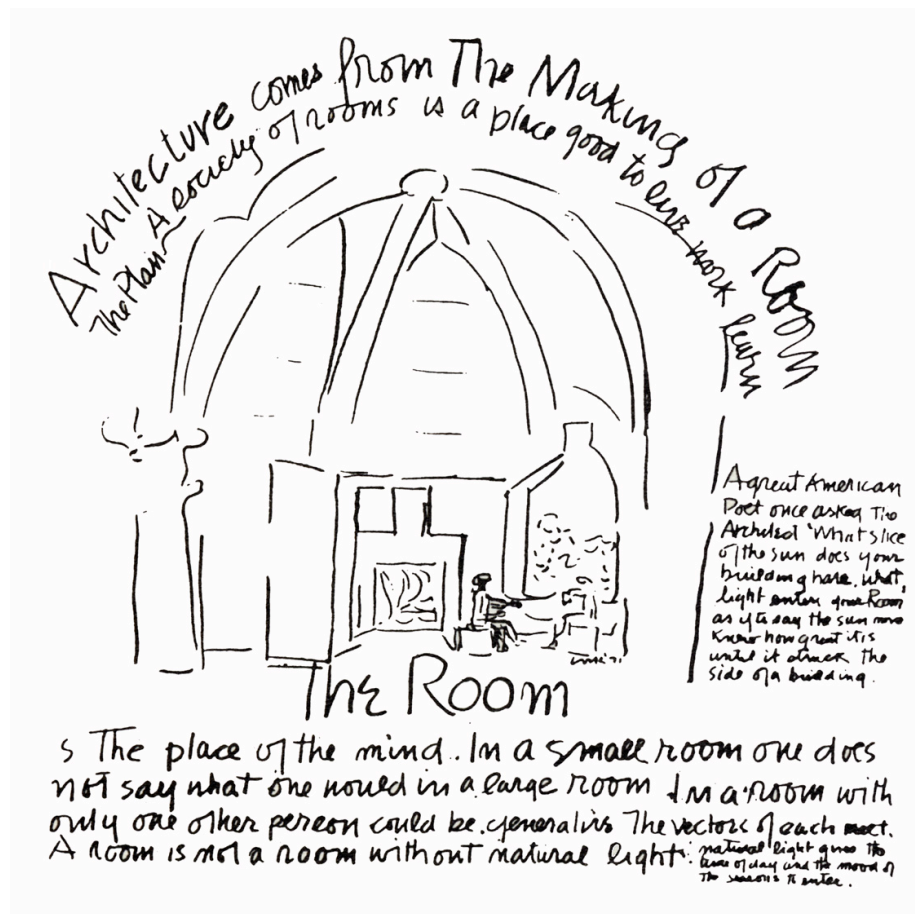 Architecture comes from The Making of a Room
The Plan – A society of rooms is a place good to live work learn
A great American
Poet once asked The
Architect 'What slice
of the sun does your
building have. What
light enters your Room'
as if to say the sun never
knew how great it is
until it struck the
side of a building.
The Room
s The place of the mind. In a small room one does
not say what one would in a large room In a room with
only one other person could be generative The vectors of each meet.
A room is not a room without natural light.
natural light gives the
time of day and the mood of
the seasons to enter.